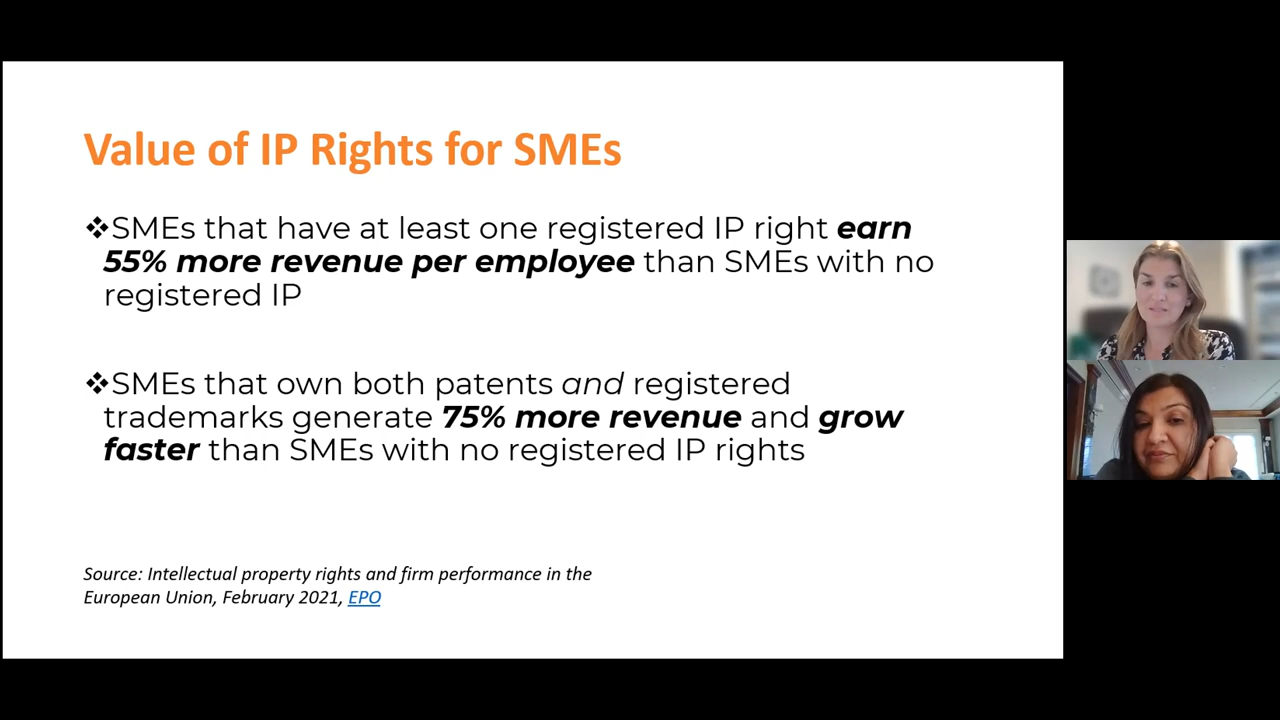 Value of IP Rights for SMEs
❖SMEs that have at least one registered IP right earn
55% more revenue per employee than SMEs with no
registered IP
❖SMEs that own both patents and registered
trademarks generate 75% more revenue and grow
faster than SMEs with no registered IP rights
Source: Intellectual property rights and firm performance in the
European Union, February 2021, EPO